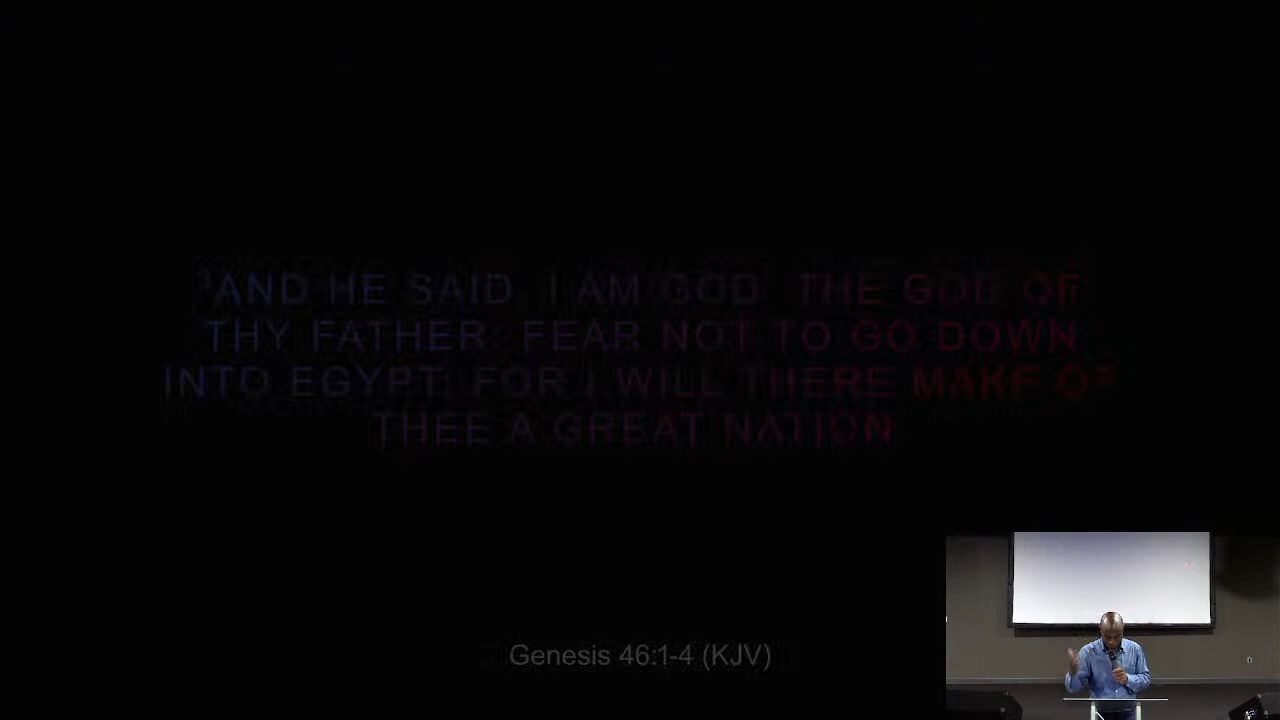 ³AND HE SAID, I AM GOD, THE GOD OF
THY FATHER: FEAR NOT TO GO DOWN
INTO EGYPT; FOR I WILL THERE MAKE OF
THEE A GREAT NATION
Genesis 46:1-4 (KJV)